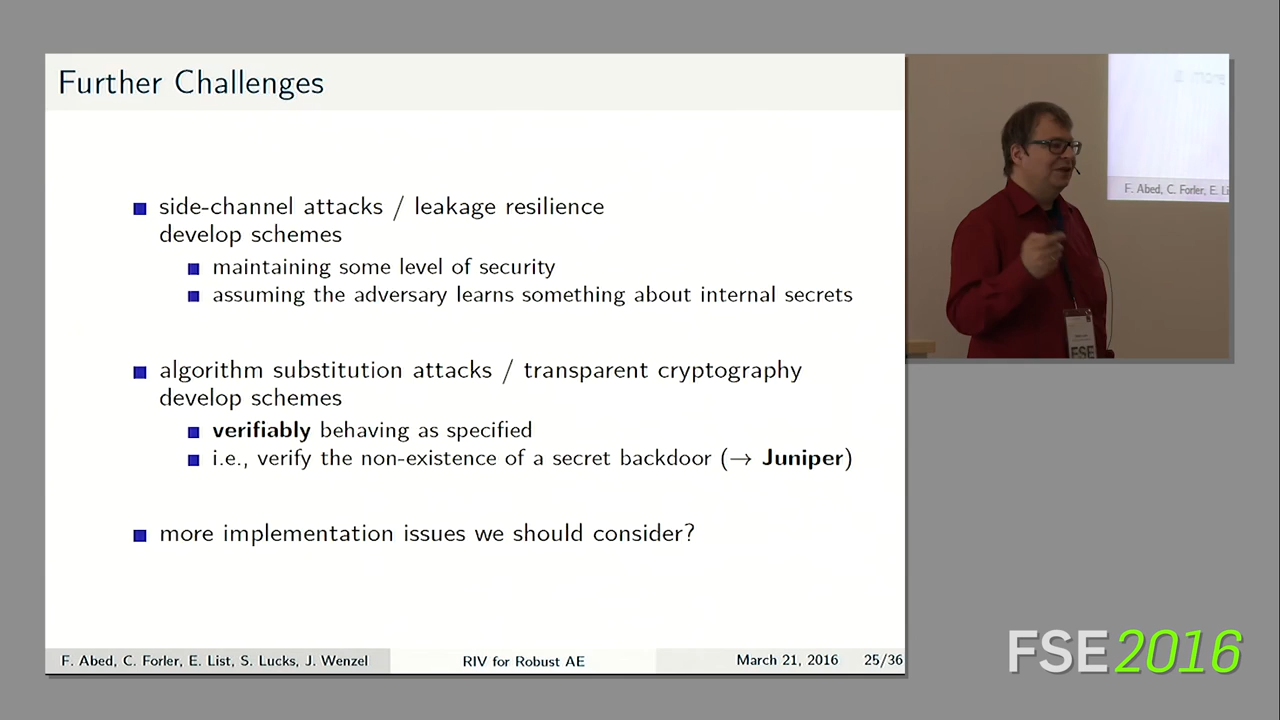 Further Challenges
side-channel attacks / leakage resilience
develop schemes
maintaining some level of security
assuming the adversary learns something about internal secrets
algorithm substitution attacks / transparent cryptography
develop schemes
verifiably behaving as specified
i.e., verify the non-existence of a secret backdoor (→ Juniper)
more implementation issues we should consider?
F. Abed, C. Forler, E. List, S. Lucks, J. Wenzel
RIV for Robust AE
March 21, 2016 25/36
F. Abed, C. Forler, E. Li
FSE
FSE2016